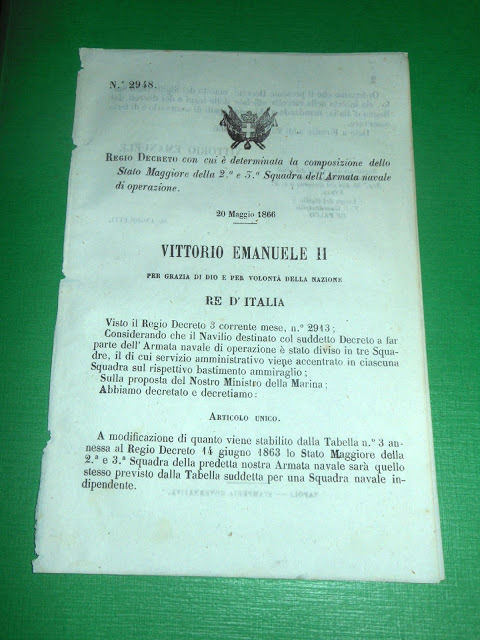 N.° 2948.
REGIO DECRETO con cui è determinata la composizione dello
Stato Maggiore della 2.ª e 3.ª Squadra dell'Armata navale
di operazione.
20 Maggio 1866
VITTORIO EMANUELE II
PER GRAZIA DI DIO E PER VOLONTÀ DELLA NAZIONE
RE D'ITALIA
Visto il Regio Decreto 3 corrente mese, n.° 2913;
Considerando che il Navilio destinato col suddetto Decreto a far
parte dell'Armata navale di operazione è stato diviso in tre Squa-
dre, il di cui servizio amministrativo viene accentrato in ciascuna
Squadra sul rispettivo bastimento ammiraglio;
Sulla proposta del Nostro Ministro della Marina;
Abbiamo decretato e decretiamo:
ARTICOLO UNICO.
A modificazione di quanto viene stabilito dalla Tabella n.° 3 an-
nessa al Regio Decreto 14 giugno 1863 lo Stato Maggiore della
2.ª e 3.ª Squadra della predetta nostra Armata navale sarà quello
stesso previsto dalla Tabella suddetta per una Squadra navale in-
dipendente.